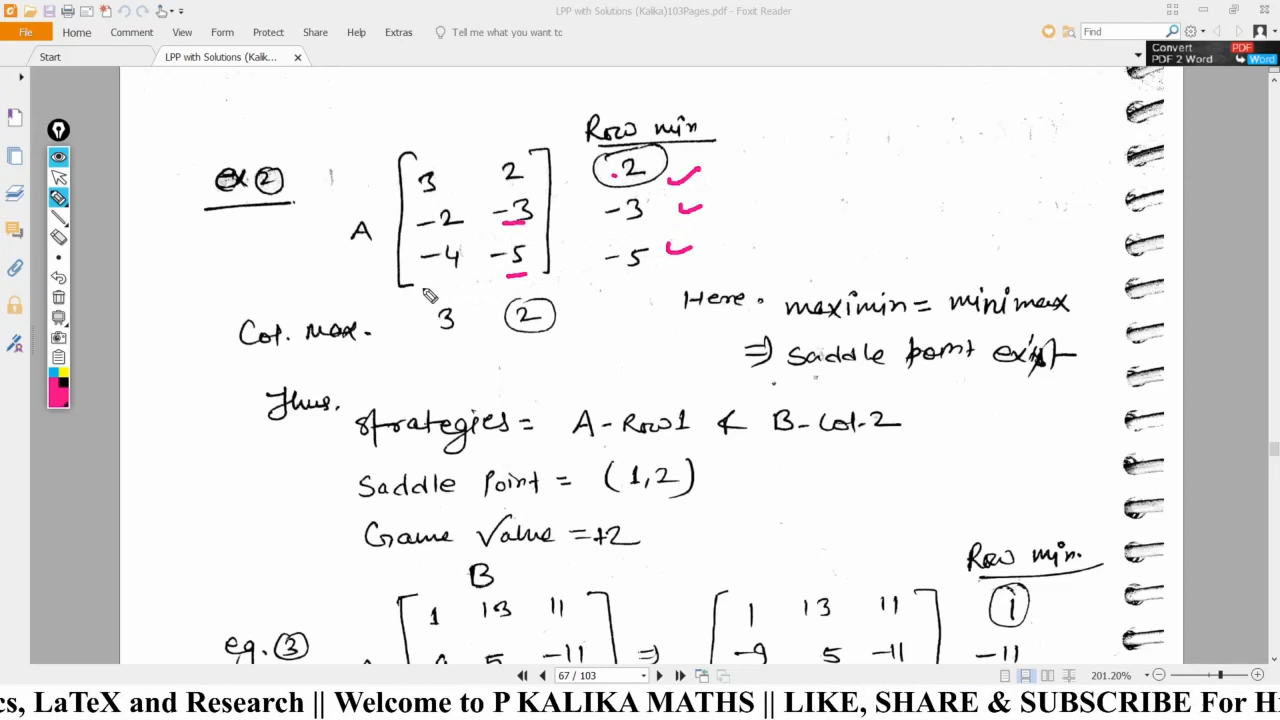 LPP with Solutions (Kalika)103Pages.pdf - Foxit Reader
File Home Comment View Form Protect Share Help Extras Tell me what you want to Find
Start LPP with Solutions (Kalik... Convert PDF
PDF 2 Word Word
Row min
ex 2 3 2 .2
A -2 -3 -3
-4 -5 -5
Col. max. 3 2
Here. maximin = minimax
⇒ saddle point exist
Thus.
strategies = A-Row1 & B-Col-2
Saddle Point = (1,2)
Game Value = +2
B Row min.
eq. 3 1 13 11 1 13 11 1
5 -11 ⇒ -9 5 -11 -11
67 / 103 201.20%
cs, LaTeX and Research || Welcome to P KALIKA MATHS || LIKE, SHARE & SUBSCRIBE For H